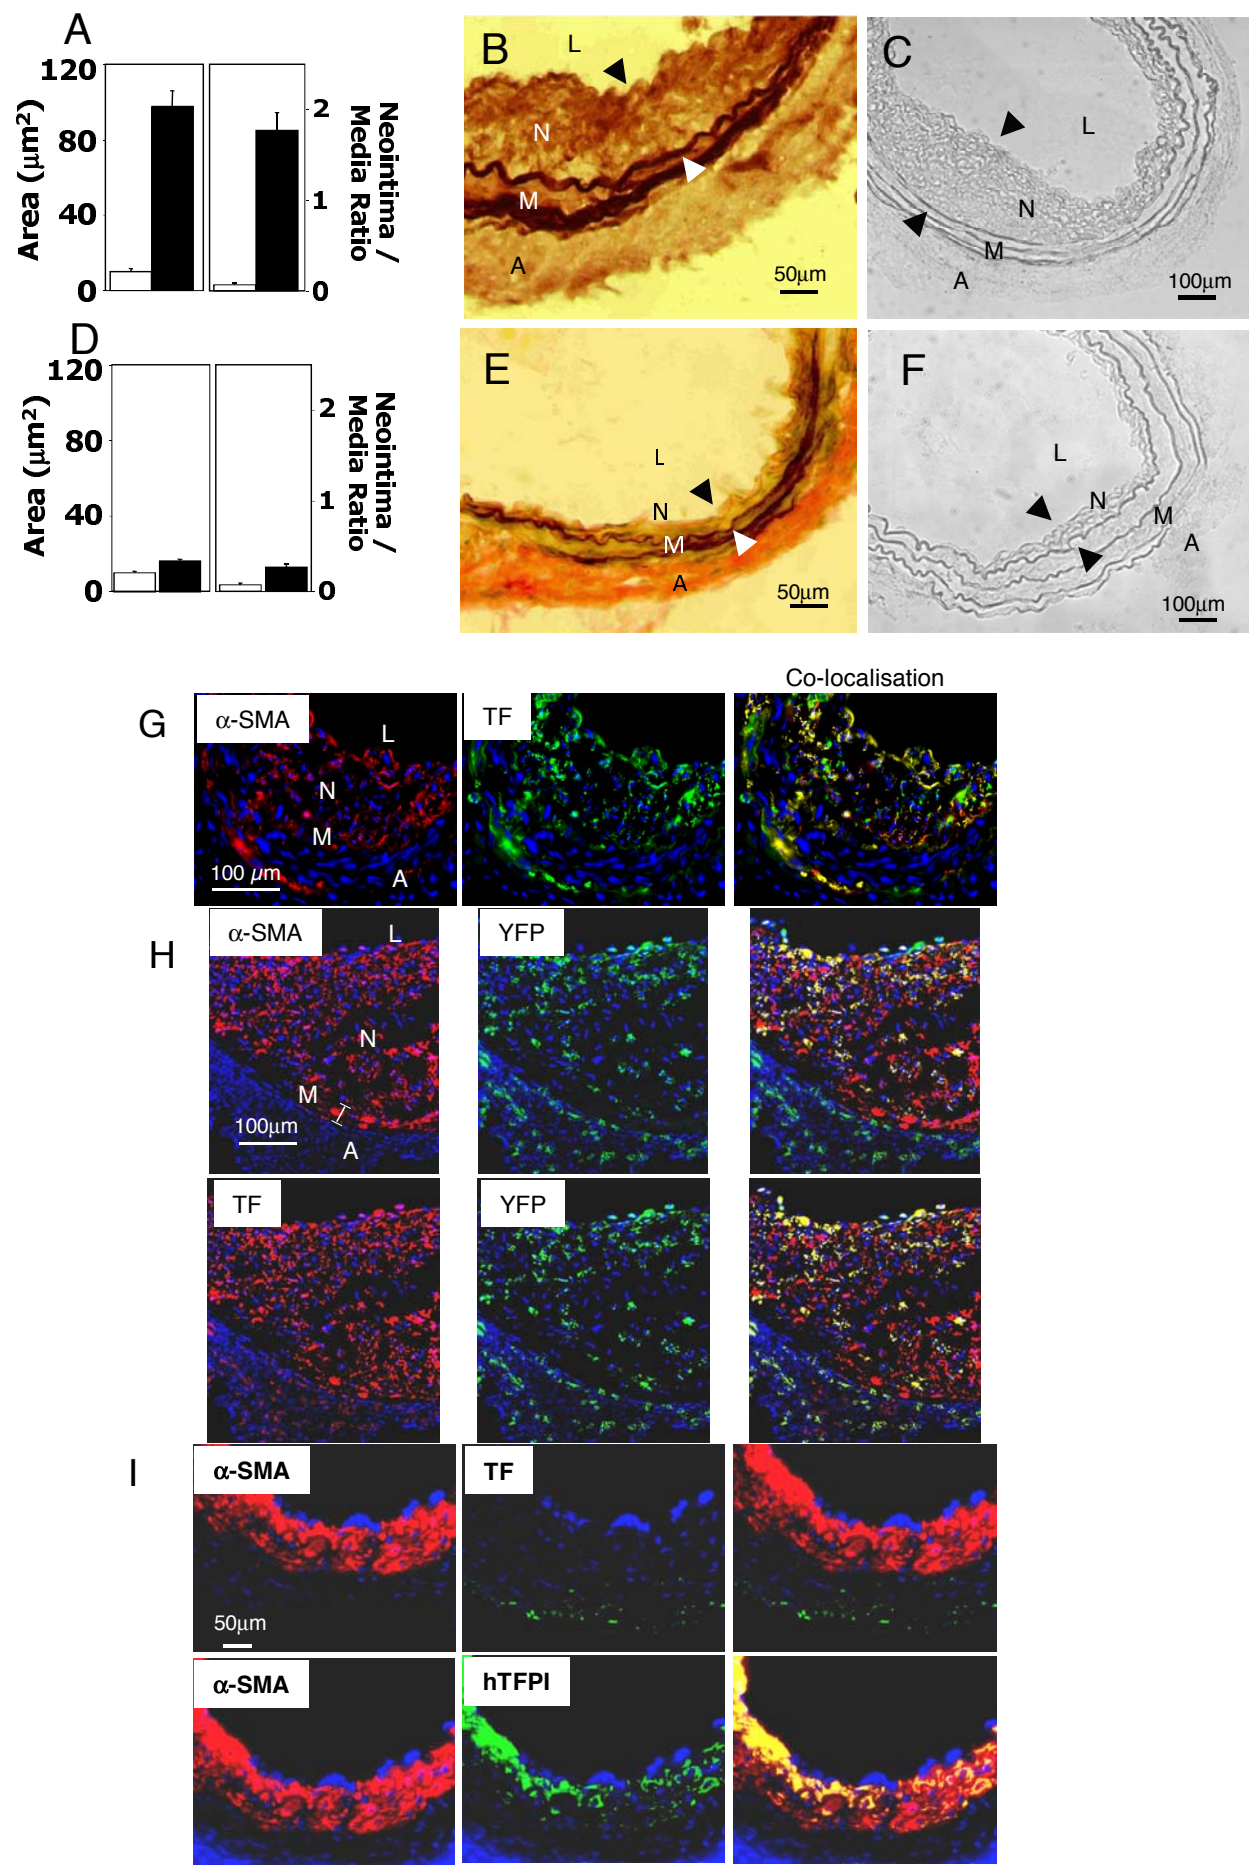 A
120
80
40
0
Area (μm²)
2
1
0
Neointima /
Media Ratio
B
L
N
M
A
50μm
C
L
N
M
A
100μm
D
120
80
40
0
Area (μm²)
2
1
0
Neointima /
Media Ratio
E
L
N
M
A
50μm
F
L
N
M
A
100μm
Co-localisation
G
α-SMA
L
N
M
A
100 μm
TF
H
α-SMA
L
N
M
A
100μm
YFP
TF
YFP
I
α-SMA
50μm
TF
α-SMA
hTFPI